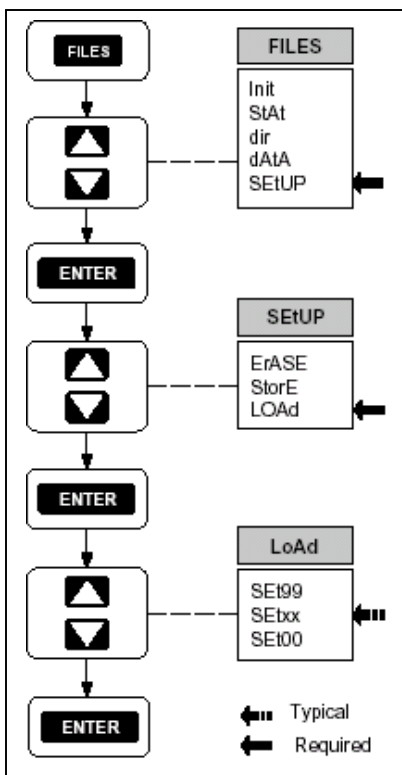 FILES
FILES
Init
StAt
dir
dAtA
SEtUP
ENTER
SEtUP
ErASE
StorE
LOAd
ENTER
LoAd
SEt99
SEtxx
SEt00
ENTER
Typical
Required